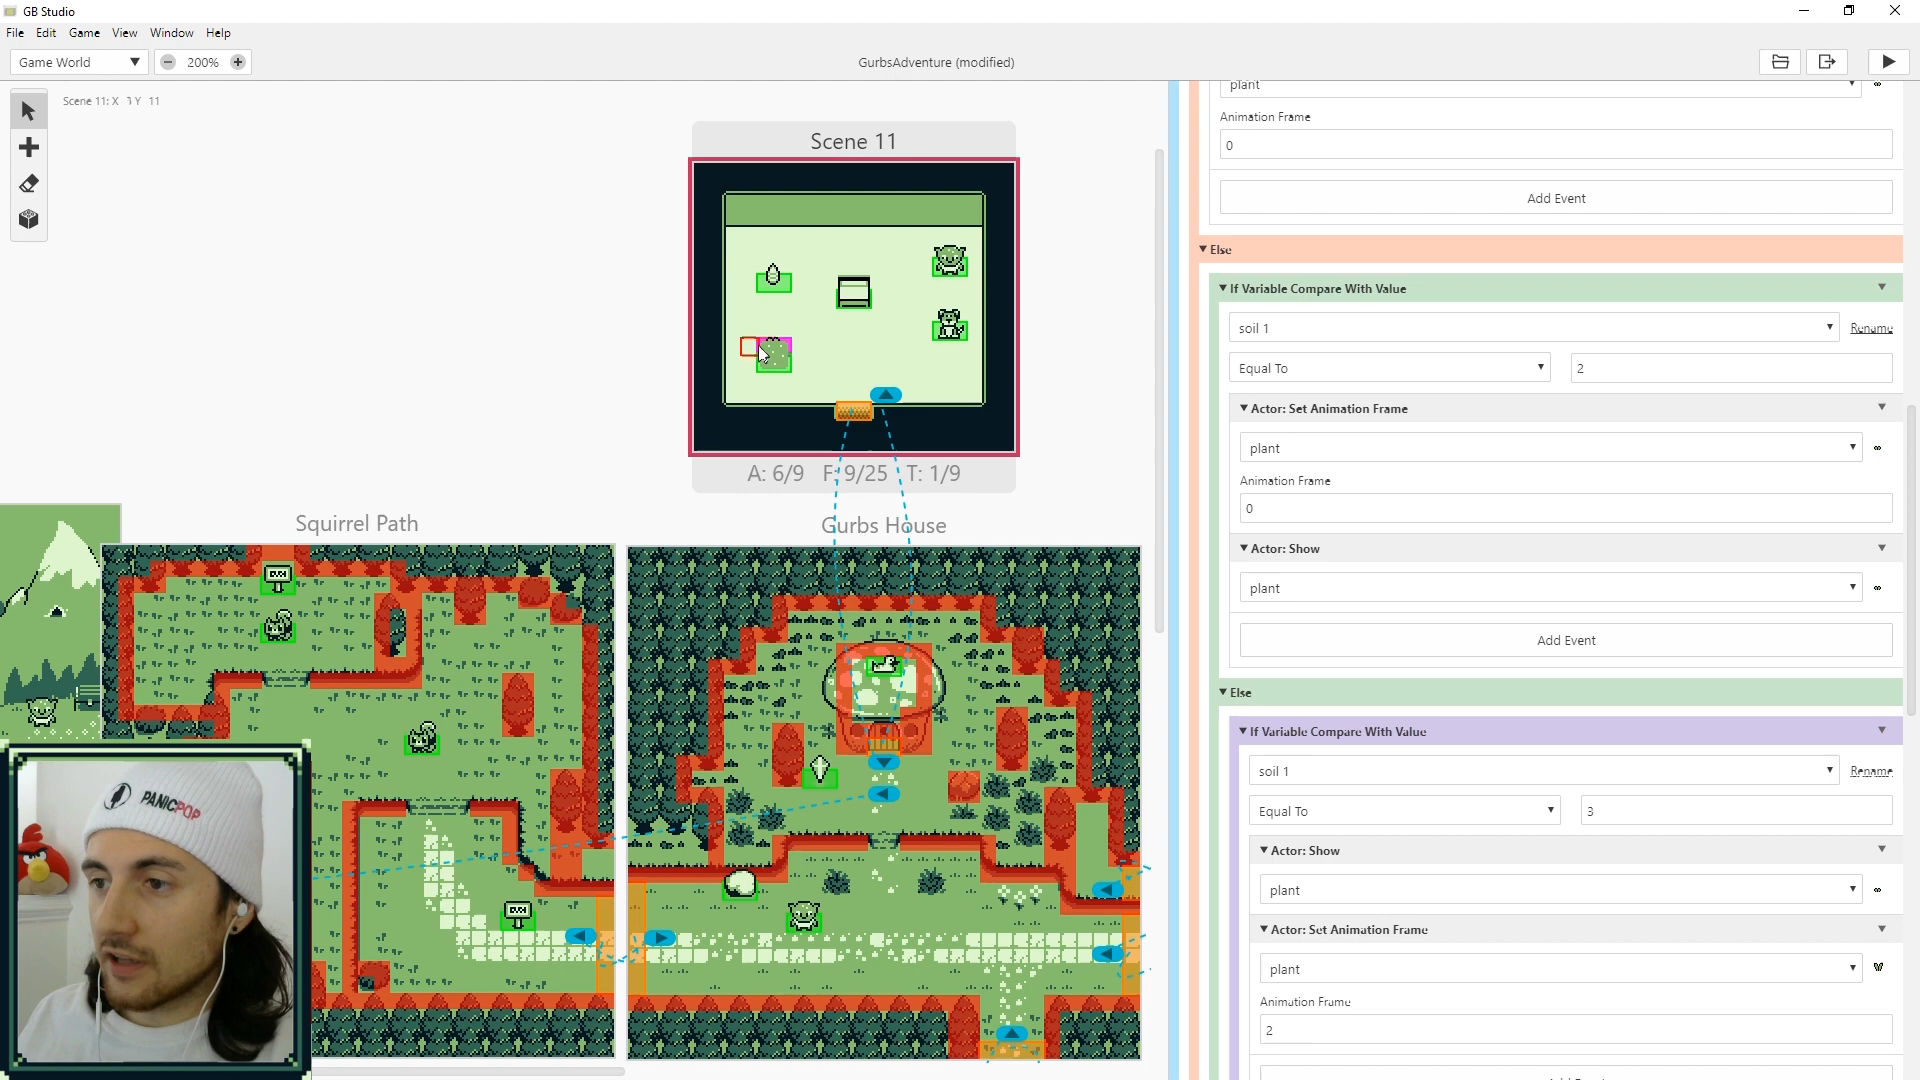 GB Studio
File Edit Game View Window Help
Game World 200% GurbsAdventure (modified)
Scene 11: X Y 11
Scene 11
A: 6/9 F: 9/25 T: 1/9
Squirrel Path
Gurbs House
PANICPOP
plant
Animation Frame
0
Add Event
Else
If Variable Compare With Value
soil 1 Rename
Equal To 2
Actor: Set Animation Frame
plant
Animation Frame
0
Actor: Show
plant
Add Event
Else
If Variable Compare With Value
soil 1 Rename
Equal To 3
Actor: Show
plant
Actor: Set Animation Frame
plant
Animation Frame
2